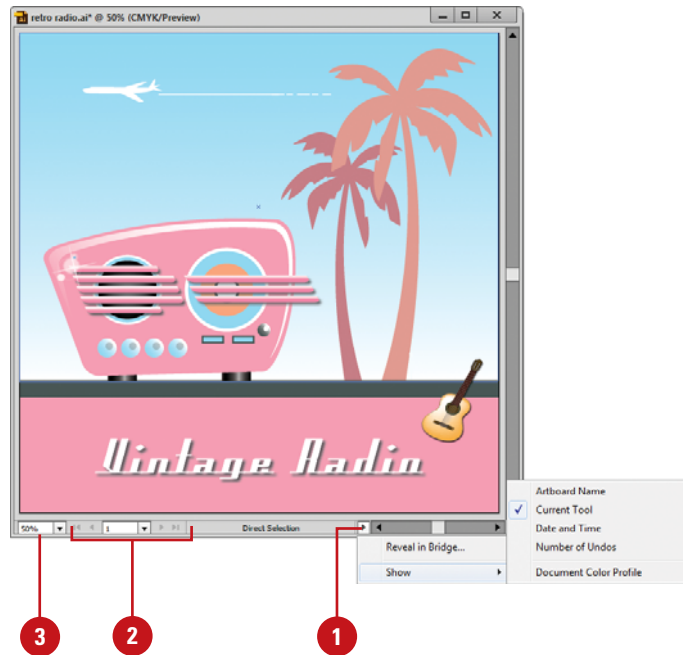 retro radio.ai* @ 50% (CMYK/Preview)
Vintage Radio
50%
1
Direct Selection
Reveal in Bridge...
Show
Artboard Name
✓ Current Tool
Date and Time
Number of Undos
Document Color Profile
3
2
1